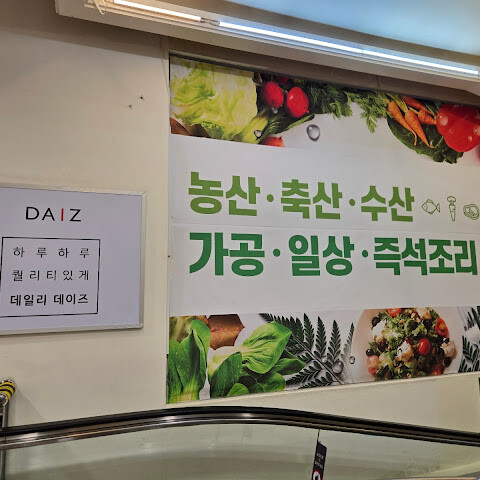 DAIZ
하루하루
퀄리티있게
데일리 데이즈
농산·축산·수산
가공·일상·즉석조리